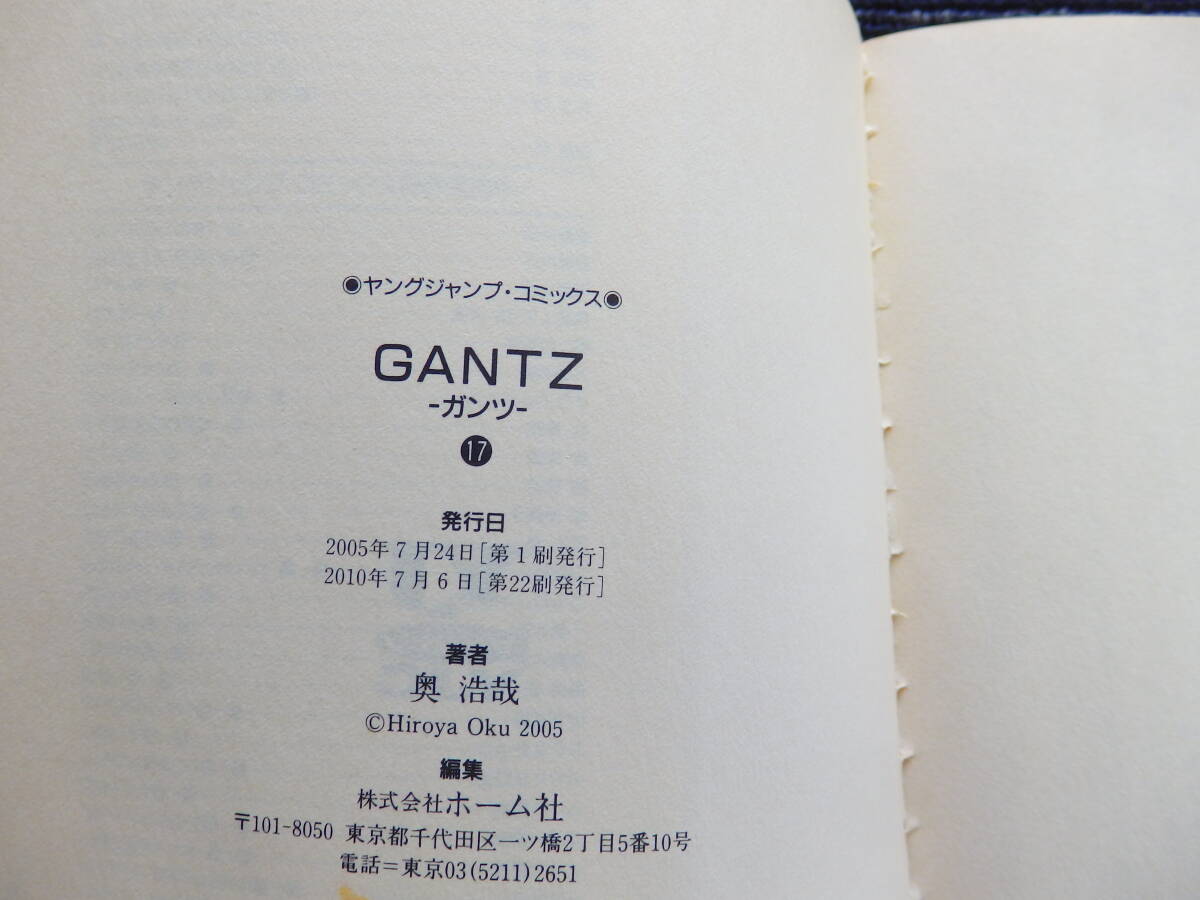 ◉ヤングジャンプ・コミックス◉
GANTZ
-ガンツ-
⓱
発行日
2005年7月24日[第1刷発行]
2010年7月6日[第22刷発行]
著者
奥 浩哉
©Hiroya Oku 2005
編集
株式会社ホーム社
〒101-8050 東京都千代田区一ツ橋2丁目5番10号
電話＝東京03(5211)2651